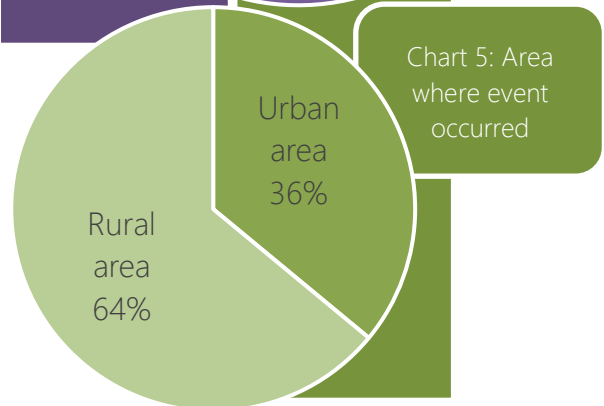 Chart 5: Area
where event
occurred
Urban
area
36%
Rural
area
64%